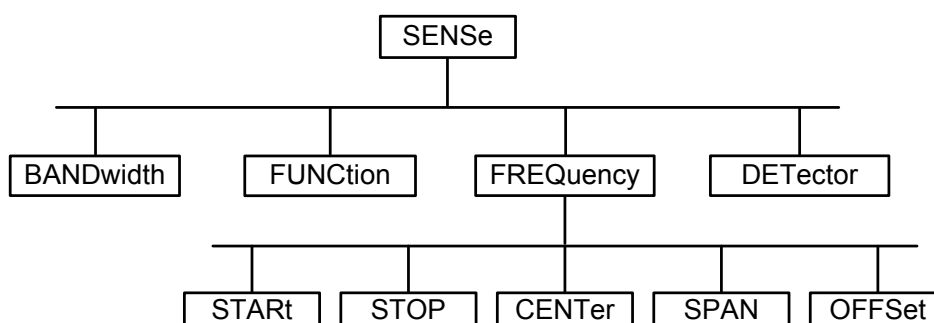 SENSe
BANDwidth FUNCtion FREQuency DETector
STARt STOP CENTer SPAN OFFSet